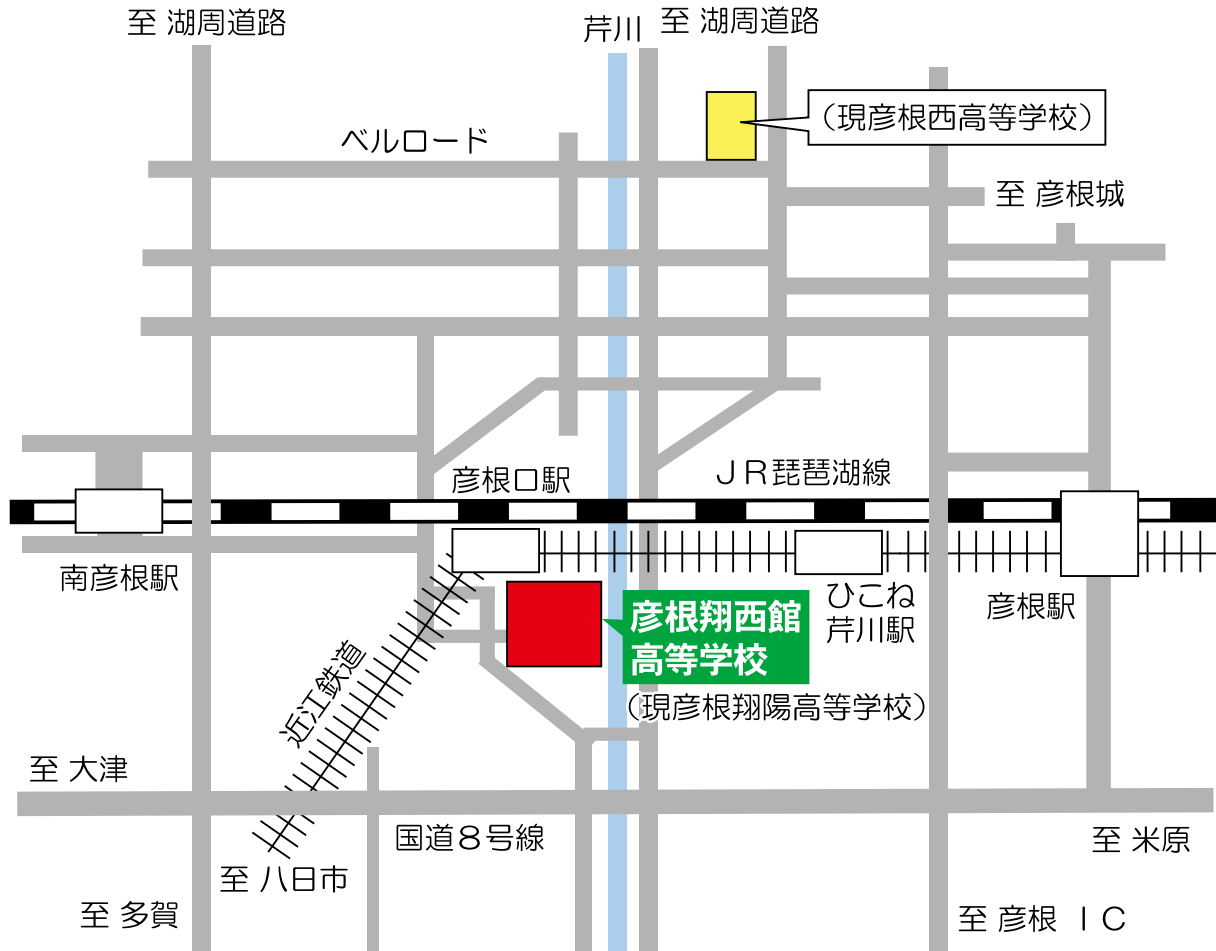 至 湖周道路
芹川
至 湖周道路
(現彦根西高等学校)
ベルロード
至 彦根城
彦根口駅
JR琵琶湖線
南彦根駅
ひこね
芹川駅
彦根駅
彦根翔西館
高等学校
(現彦根翔陽高等学校)
近江鉄道
至 大津
国道8号線
至 米原
至 八日市
至 多賀
至 彦根 IC